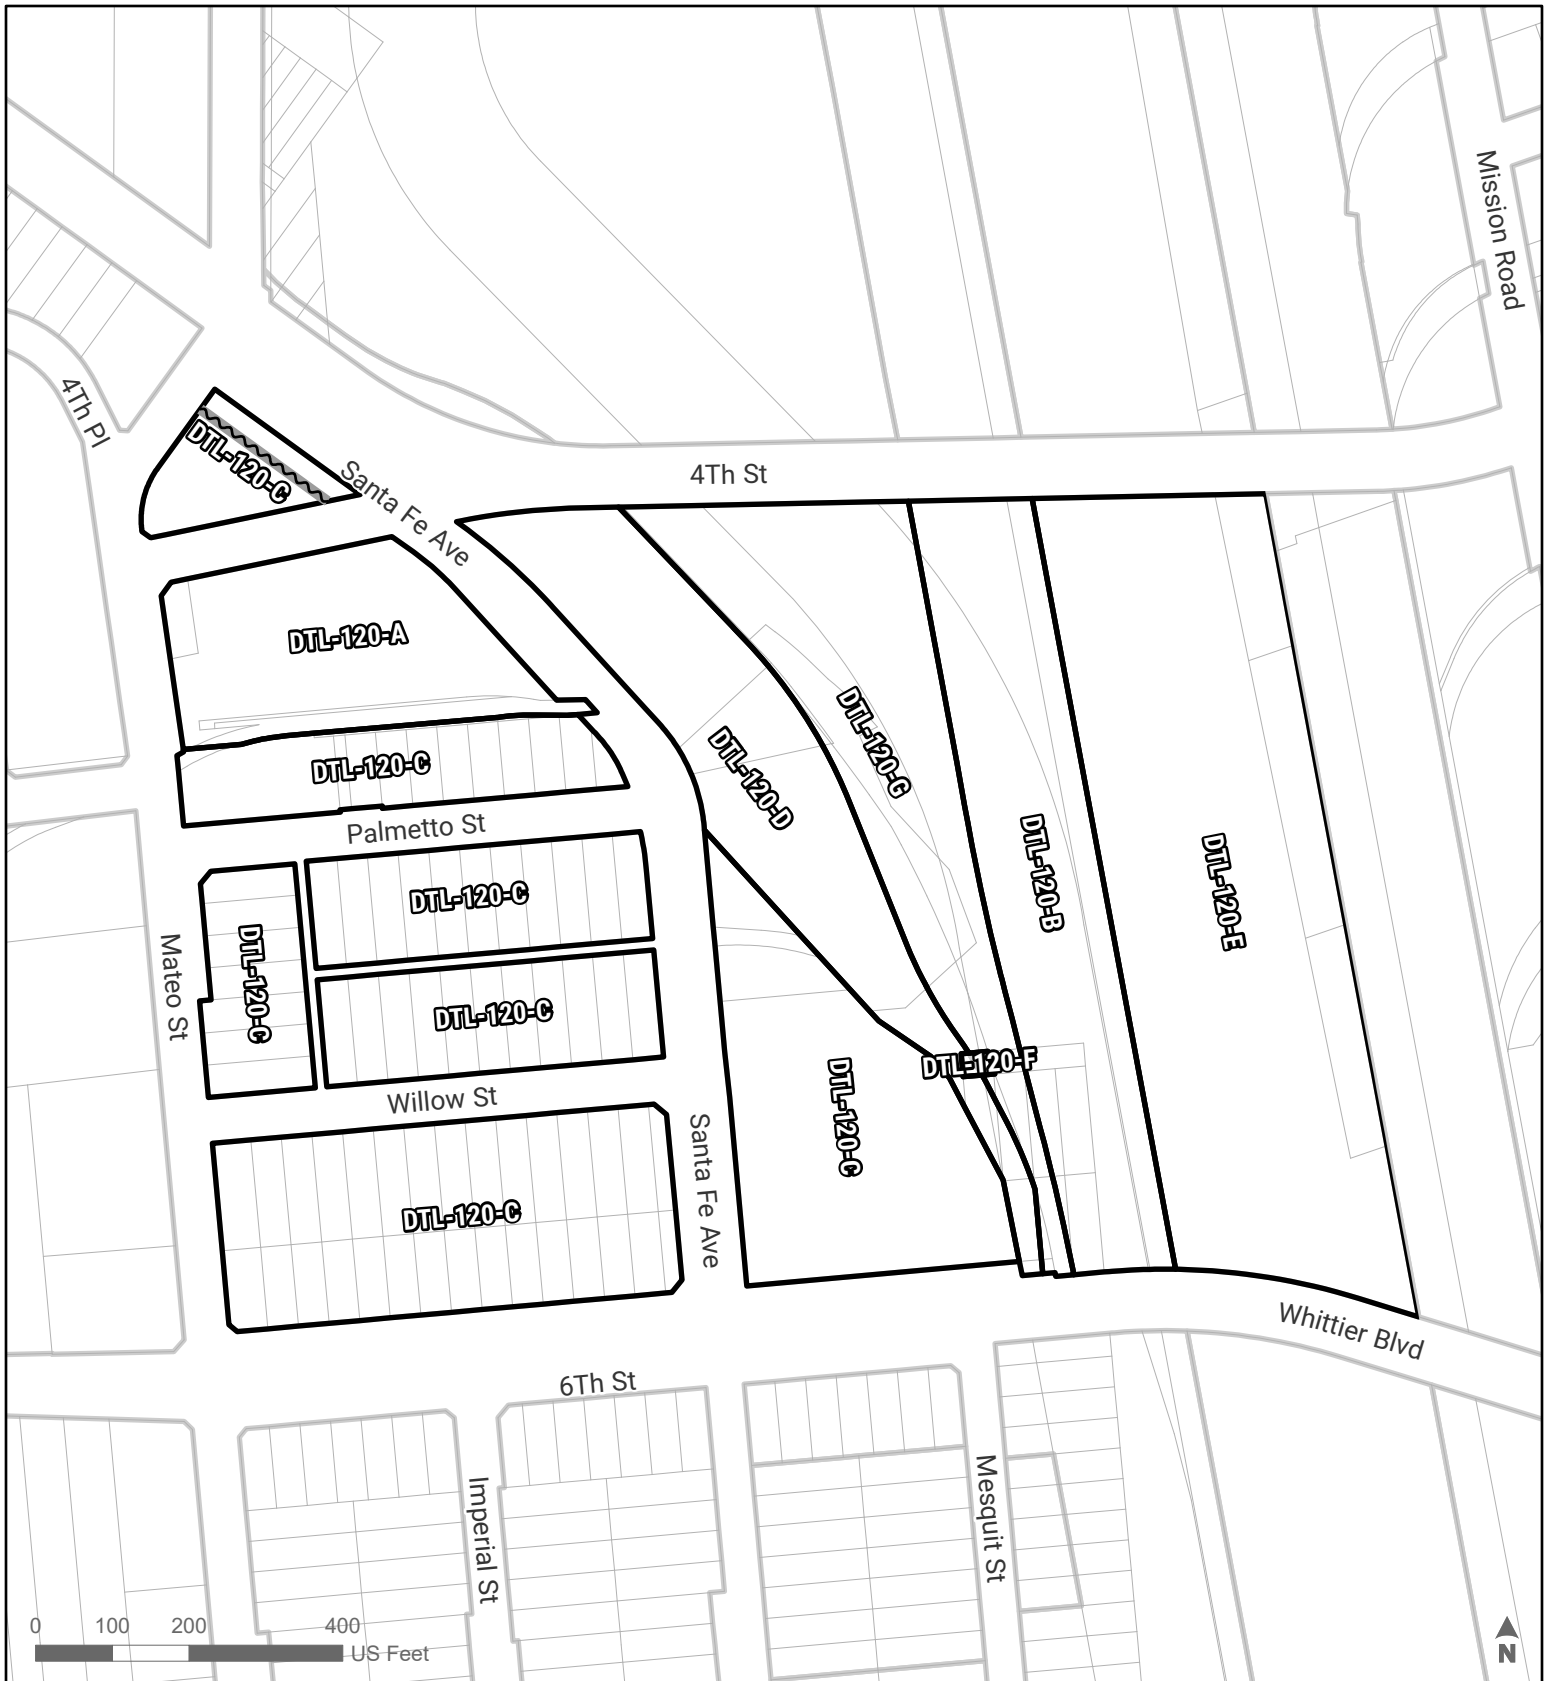 Mission Road
4Th Pl
DTL-120-C
Santa Fe Ave
4Th St
DTL-120-A
DTL-120-G
DTL-120-D
DTL-120-C
DTL-120-B
DTL-120-E
Palmetto St
DTL-120-C
Mateo St
DTL-120-C
DTL-120-C
DTL-120-F
DTL-120-C
Willow St
Santa Fe Ave
DTL-120-C
Whittier Blvd
6Th St
Imperial St
Mesquit St
0 100 200 400
US Feet
N